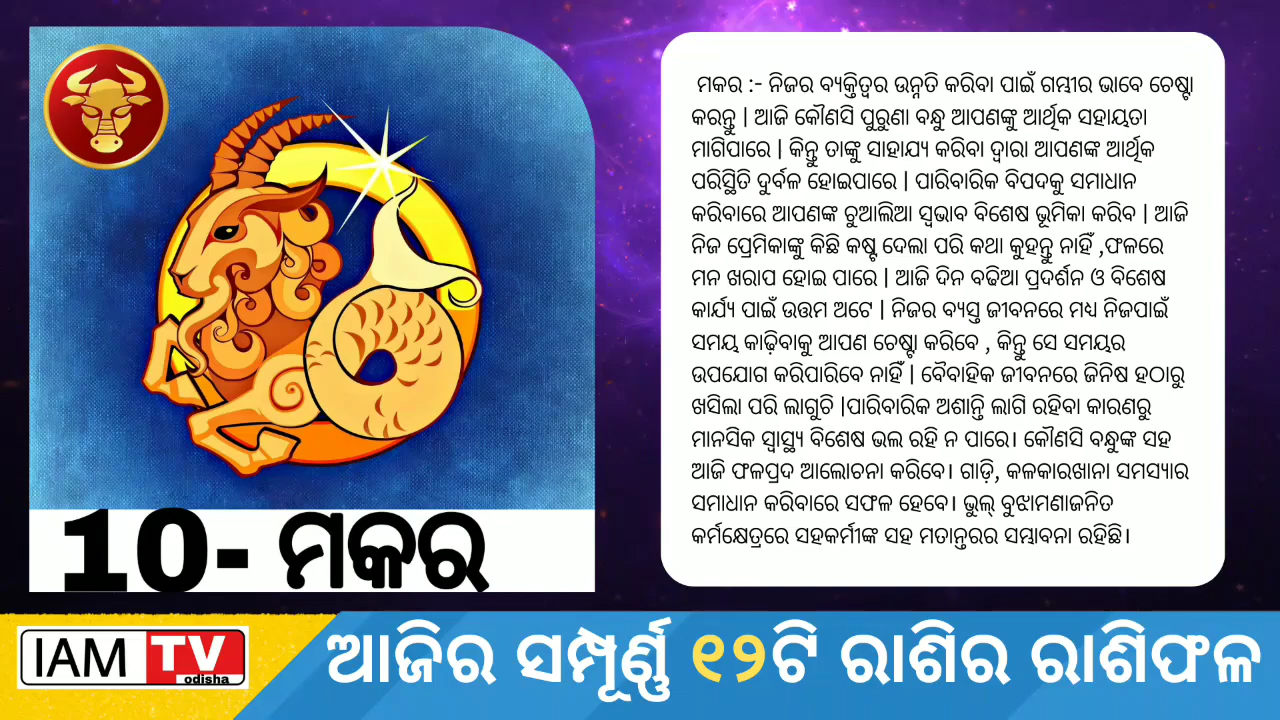 ମକର :- ନିଜର ବ୍ୟକ୍ତିତ୍ୱର ଉନ୍ନତି କରିବା ପାଇଁ ଗମ୍ଭୀର ଭାବେ ଚେଷ୍ଟା
କରନ୍ତୁ | ଆଜି କୌଣସି ପୁରୁଣା ବନ୍ଧୁ ଆପଣଙ୍କୁ ଆର୍ଥିକ ସହାୟତା
ମାଗିପାରେ | କିନ୍ତୁ ତାଙ୍କୁ ସାହାଯ୍ୟ କରିବା ଦ୍ୱାରା ଆପଣଙ୍କ ଆର୍ଥିକ
ପରିସ୍ଥିତି ଦୁର୍ବଳ ହୋଇପାରେ | ପାରିବାରିକ ବିପଦକୁ ସମାଧାନ
କରିବାରେ ଆପଣଙ୍କ ଚୁଆଲିଆ ସ୍ୱଭାବ ବିଶେଷ ଭୂମିକା କରିବ | ଆଜି
ନିଜ ପ୍ରେମିକାଙ୍କୁ କିଛି କଷ୍ଟ ଦେଲା ପରି କଥା କୁହନ୍ତୁ ନାହିଁ ,ଫଳରେ
ମନ ଖରାପ ହୋଇ ପାରେ | ଆଜି ଦିନ ବଢିଆ ପ୍ରଦର୍ଶନ ଓ ବିଶେଷ
କାର୍ଯ୍ୟ ପାଇଁ ଉତ୍ତମ ଅଟେ | ନିଜର ବ୍ୟସ୍ତ ଜୀବନରେ ମଧ୍ୟ ନିଜପାଇଁ
ସମୟ କାଢ଼ିବାକୁ ଆପଣ ଚେଷ୍ଟା କରିବେ , କିନ୍ତୁ ସେ ସମୟର
ଉପଯୋଗ କରିପାରିବେ ନାହିଁ | ବୈବାହିକ ଜୀବନରେ ଜିନିଷ ହଠାରୁ
ଖସିଲା ପରି ଲାଗୁଚି |ପାରିବାରିକ ଅଶାନ୍ତି ଲାଗି ରହିବା କାରଣରୁ
ମାନସିକ ସ୍ୱାସ୍ଥ୍ୟ ବିଶେଷ ଭଲ ରହି ନ ପାରେ। କୌଣସି ବନ୍ଧୁଙ୍କ ସହ
ଆଜି ଫଳପ୍ରଦ ଆଲୋଚନା କରିବେ। ଗାଡ଼ି, କଳକାରଖାନା ସମସ୍ୟାର
ସମାଧାନ କରିବାରେ ସଫଳ ହେବେ। ଭୁଲ୍ ବୁଝାମଣାଜନିତ
କର୍ମକ୍ଷେତ୍ରରେ ସହକର୍ମୀଙ୍କ ସହ ମତାନ୍ତରର ସମ୍ଭାବନା ରହିଛି।
10- ମକର
IAM TV
odisha
ଆଜିର ସମ୍ପୂର୍ଣ୍ଣ ୧୨ଟି ରାଶିର ରାଶିଫଳ